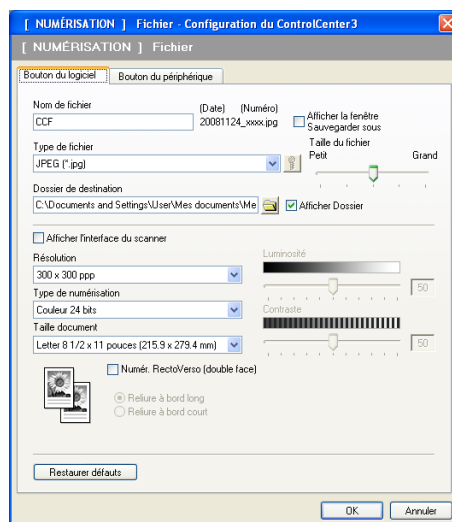 [ NUMÉRISATION ] Fichier - Configuration du ControlCenter3
[ NUMÉRISATION ] Fichier
Bouton du logiciel Bouton du périphérique
Nom de fichier (Date) (Numéro)
CCF 20081124_xxxx.jpg
Afficher la fenêtre
Sauvegarder sous
Type de fichier Taille du fichier
JPEG (*.jpg) Petit Grand
Dossier de destination
C:\Documents and Settings\User\Mes documents\Me Afficher Dossier
Afficher l'interface du scanner
Résolution Luminosité
300 x 300 ppp 50
Type de numérisation
Couleur 24 bits Contraste
Taille document
Letter 8 1/2 x 11 pouces (215.9 x 279.4 mm) 50
Numér. RectoVerso (double face)
Reliure à bord long
Reliure à bord court
Restaurer défauts
OK Annuler